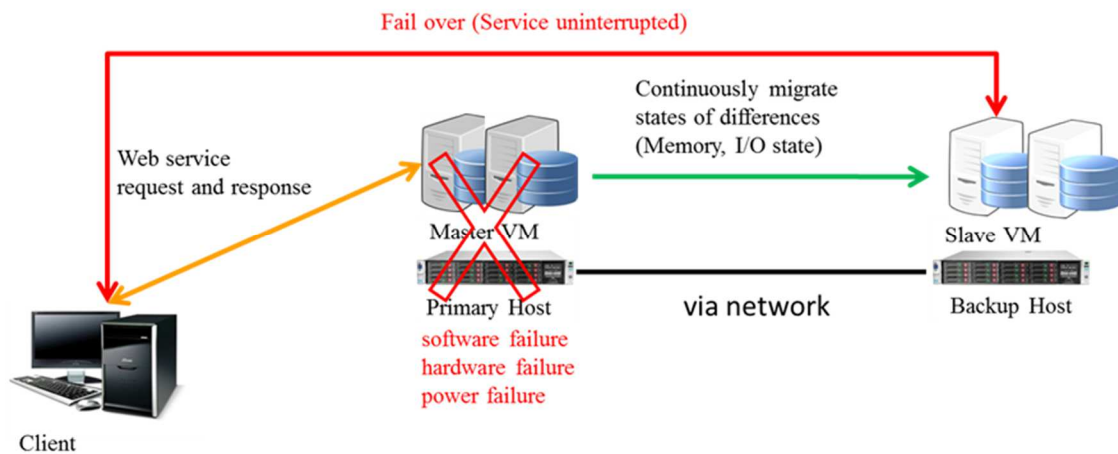 Fail over (Service uninterrupted)
Continuously migrate
states of differences
(Memory, I/O state)
Web service
request and response
Master VM
Slave VM
Primary Host
via network
Backup Host
software failure
hardware failure
power failure
Client